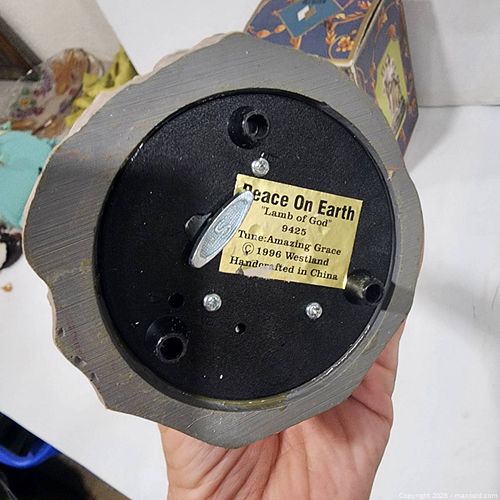 Peace On Earth
"Lamb of God"
9425
Tune:Amazing Grace
© 1996 Westland
Handcrafted in China
Copyright 2025 - maxsold.com